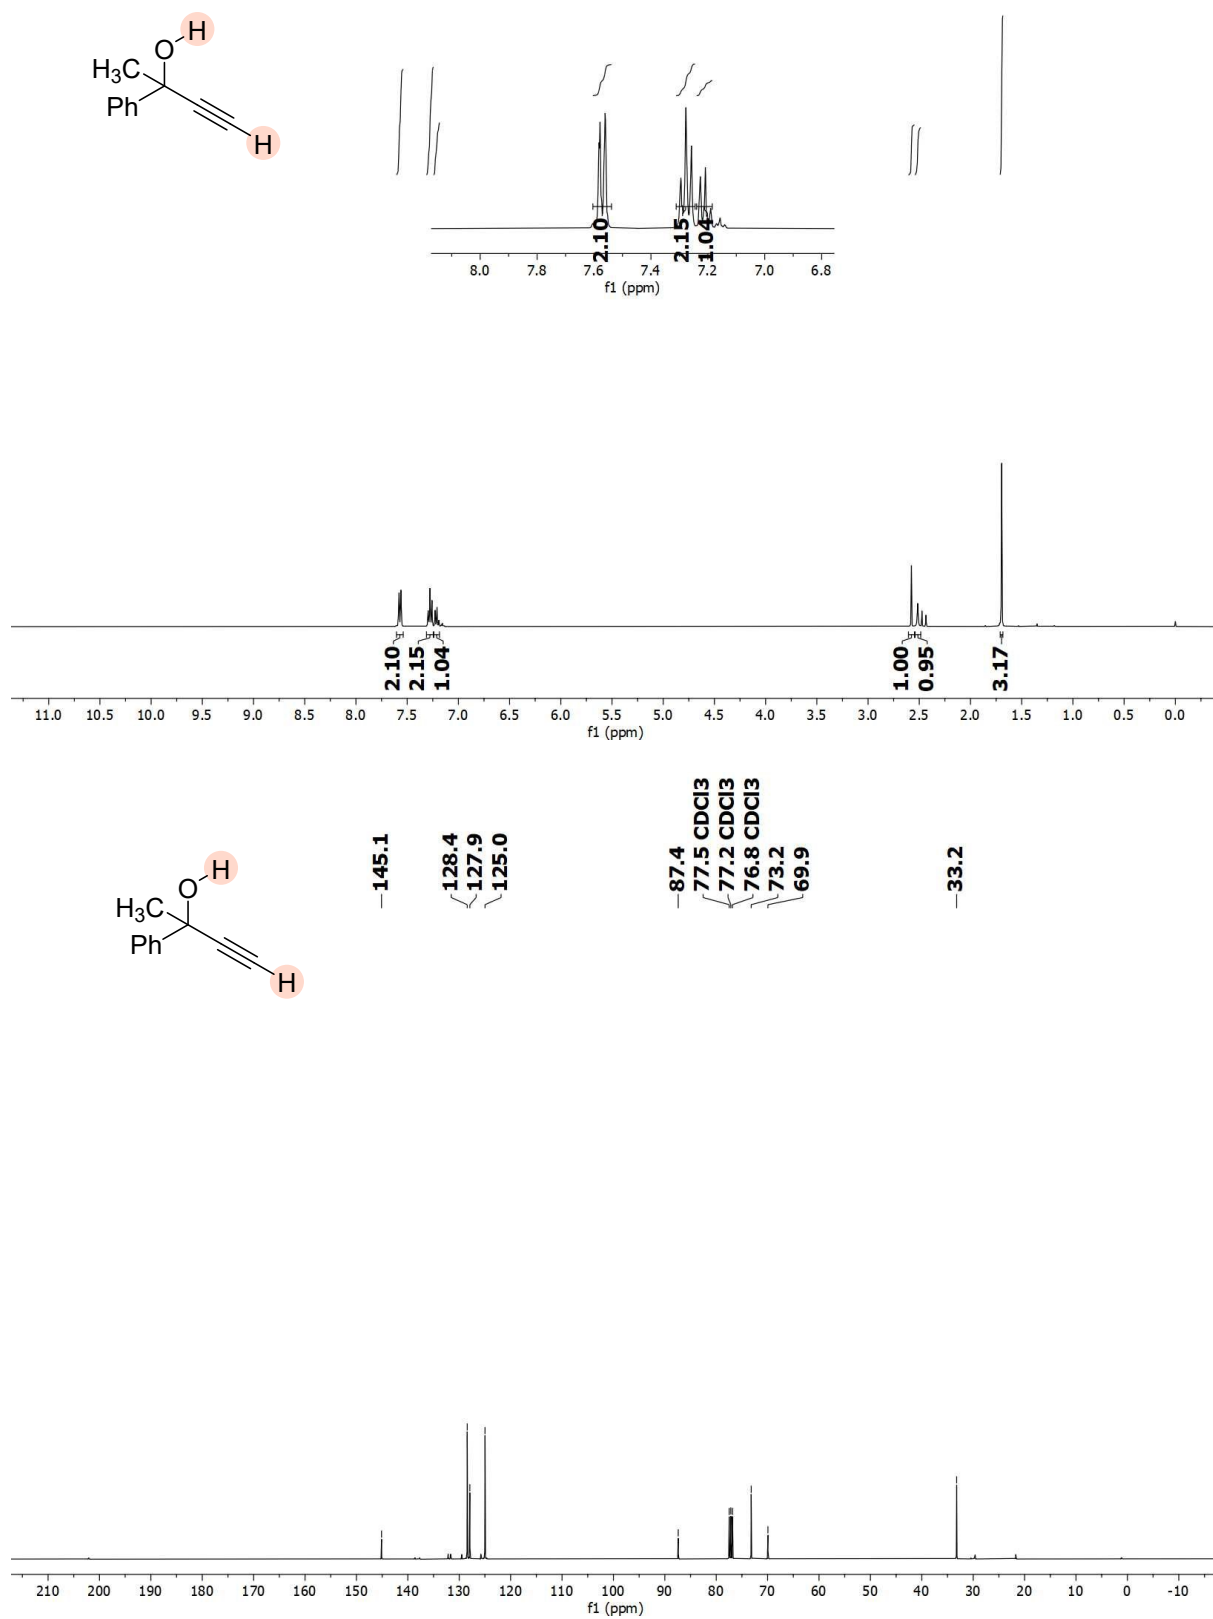 H
O
H₃C
Ph
H
2.10
2.15
1.04
8.0 7.8 7.6 7.4 7.2 7.0 6.8
f1 (ppm)
2.10
2.15
1.04
1.00
0.95
3.17
11.0 10.5 10.0 9.5 9.0 8.5 8.0 7.5 7.0 6.5 6.0 5.5 5.0 4.5 4.0 3.5 3.0 2.5 2.0 1.5 1.0 0.5 0.0
f1 (ppm)
145.1
128.4
127.9
125.0
87.4
77.5 CDCl3
77.2 CDCl3
76.8 CDCl3
73.2
69.9
33.2
H
O
H₃C
Ph
H
210 200 190 180 170 160 150 140 130 120 110 100 90 80 70 60 50 40 30 20 10 0 -10
f1 (ppm)